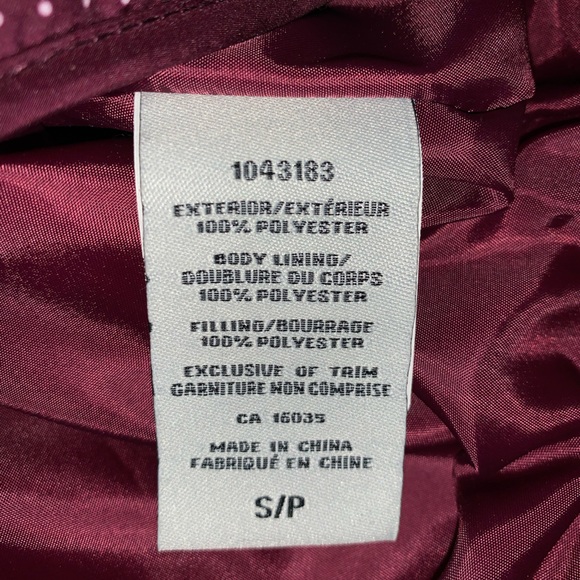 1043183
EXTERIOR/EXTÉRIEUR
100% POLYESTER
BODY LINING/
DOUBLURE DU CORPS
100% POLYESTER
FILLING/BOURRAGE
100% POLYESTER
EXCLUSIVE OF TRIM
GARNITURE NON COMPRISE
CA 16035
MADE IN CHINA
FABRIQUÉ EN CHINE
S/P